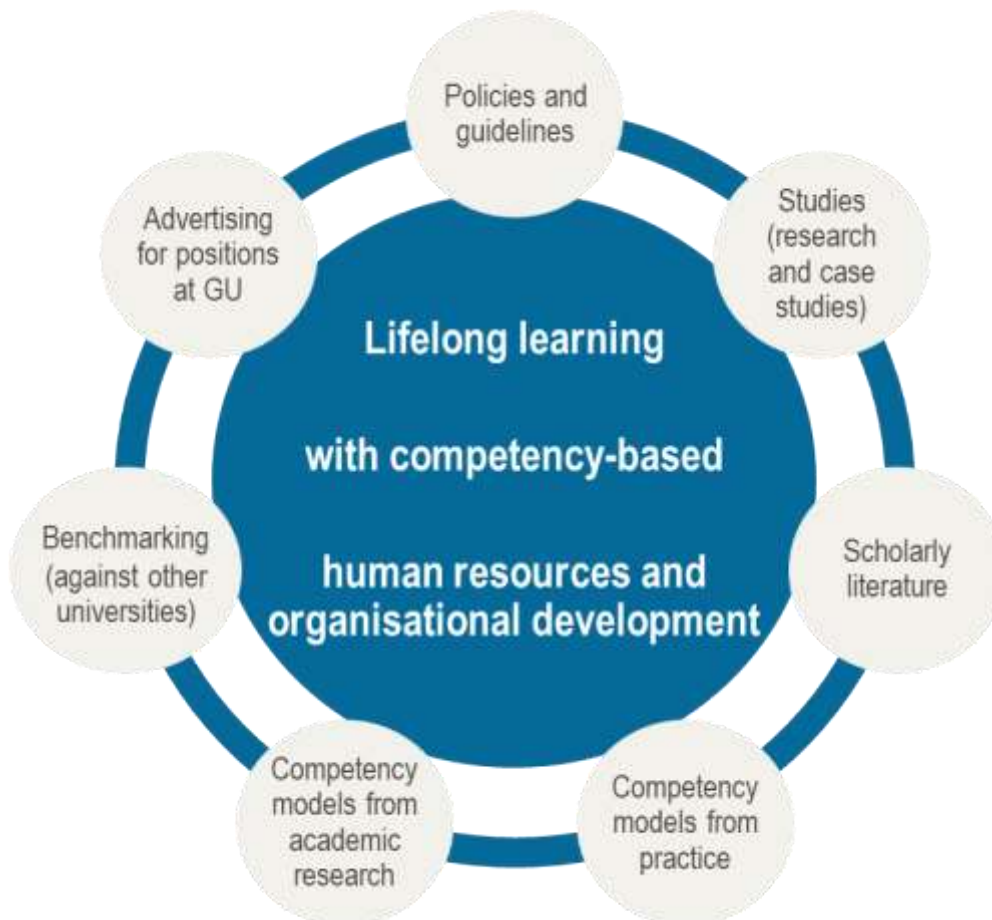 Policies and
guidelines
Studies
(research
and case
studies)
Scholarly
literature
Competency
models from
practice
Competency
models from
academic
research
Benchmarking
(against other
universities)
Advertising
for positions
at GU
Lifelong learning
with competency-based
human resources and
organisational development